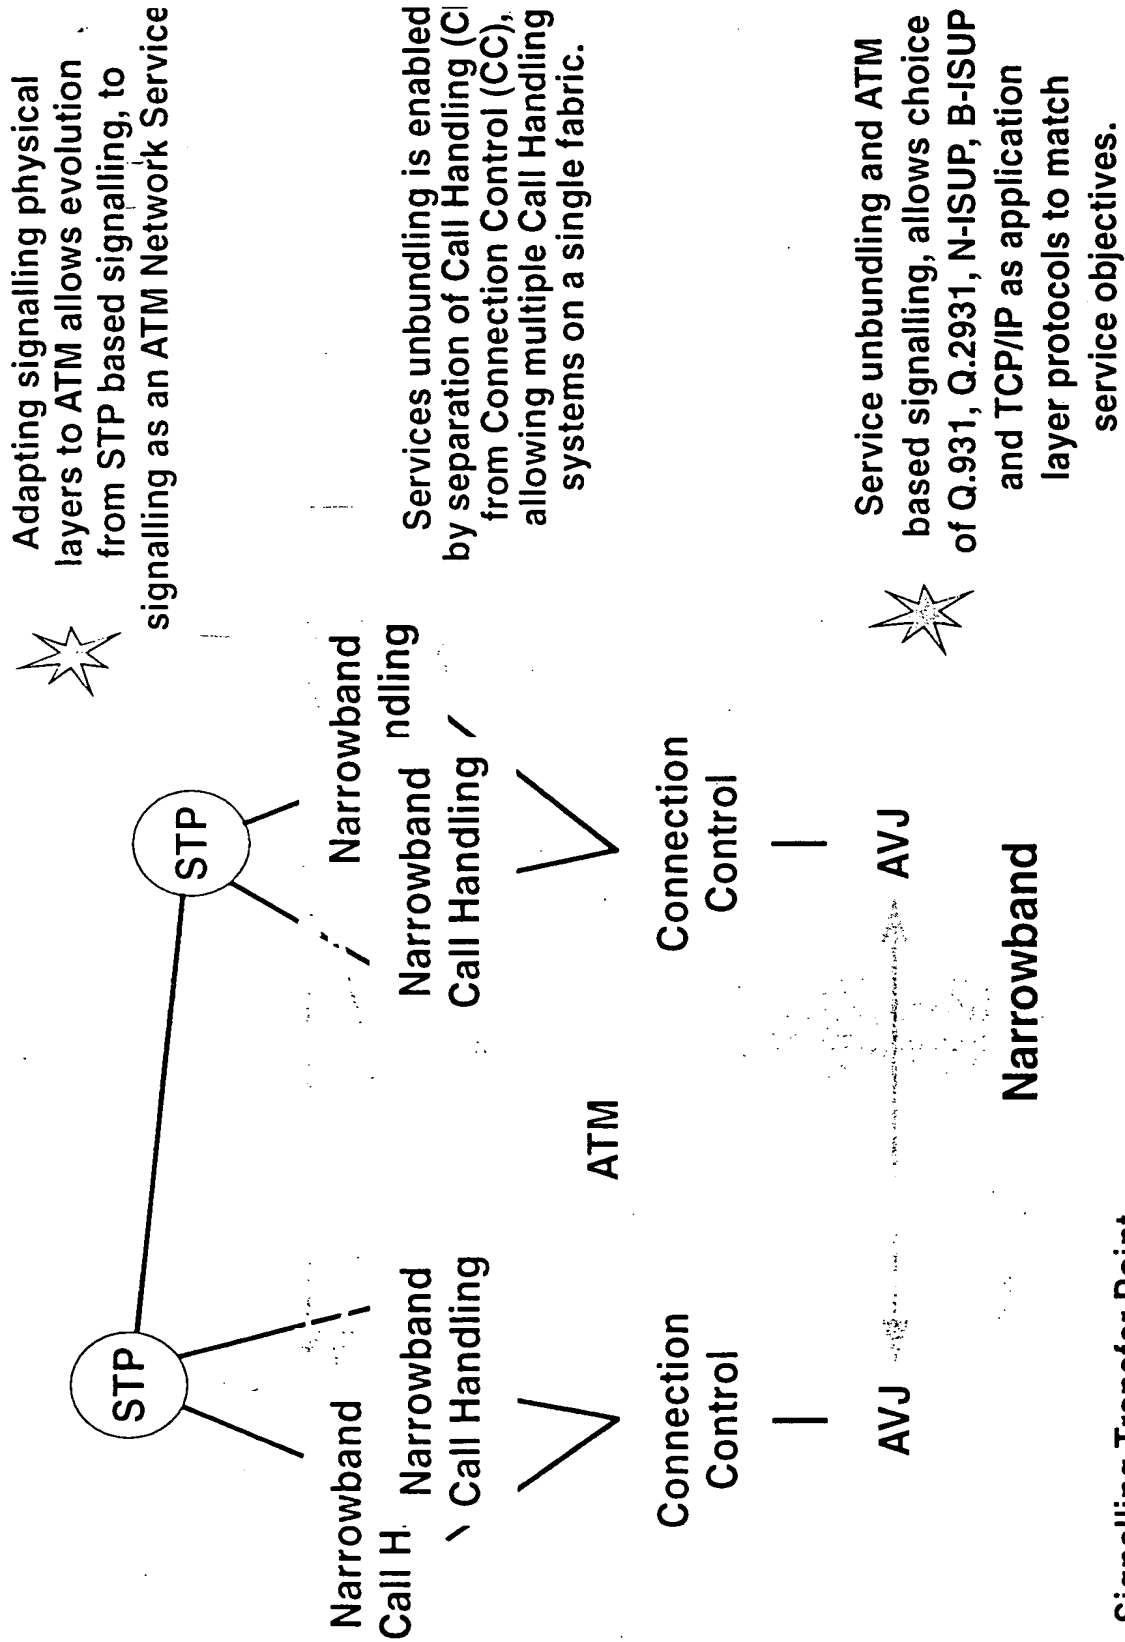 STP
STP
Narrowband
Call H
Narrowband
Call Handling
Narrowband
ndling
Narrowband
Call Handling
ATM
Connection
Control
Connection
Control
AVJ
AVJ
Narrowband
Adapting signalling physical
layers to ATM allows evolution
from STP based signalling, to
signalling as an ATM Network Service
Services unbundling is enabled
by separation of Call Handling (C
from Connection Control (CC),
allowing multiple Call Handling
systems on a single fabric.
Service unbundling and ATM
based signalling, allows choice
of Q.931, Q.2931, N-ISUP, B-ISUP
and TCP/IP as application
layer protocols to match
service objectives.
Signalling Transfer Point